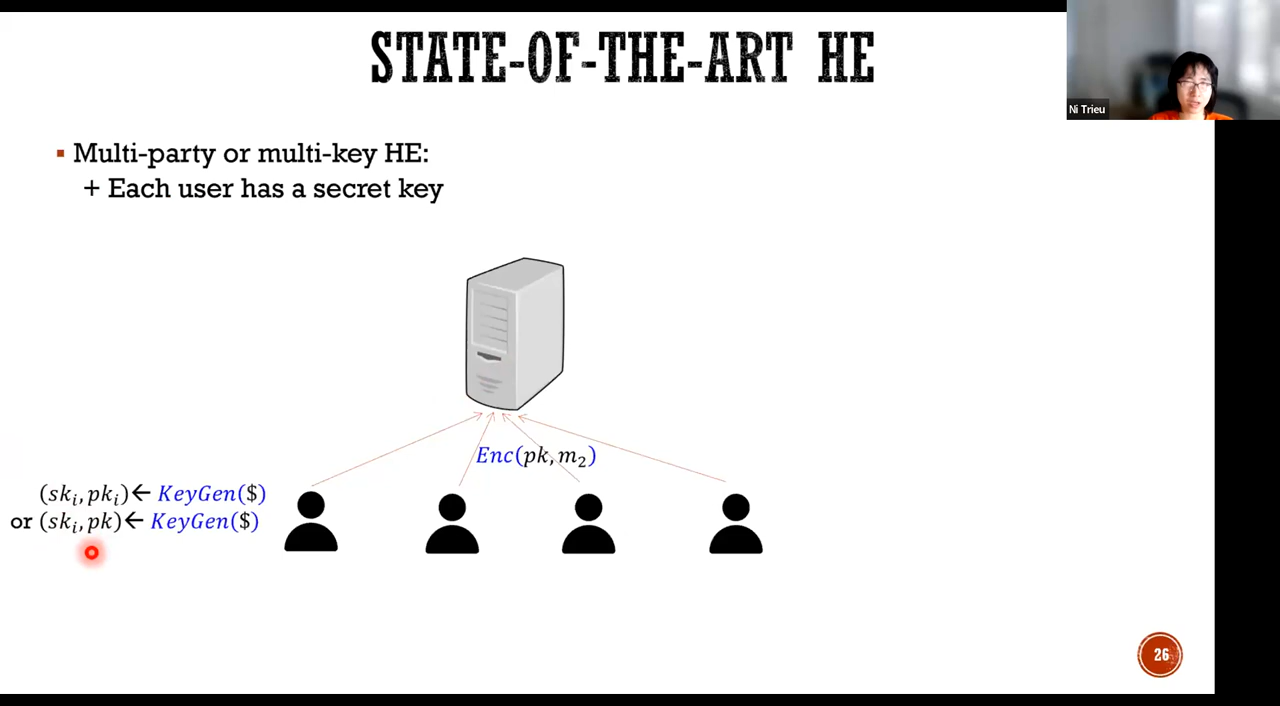 STATE-OF-THE-ART HE
Ni Trieu
▪ Multi-party or multi-key HE:
+ Each user has a secret key
Enc(pk, m₂)
(skᵢ, pkᵢ)← KeyGen($)
or (skᵢ, pk)← KeyGen($)
26